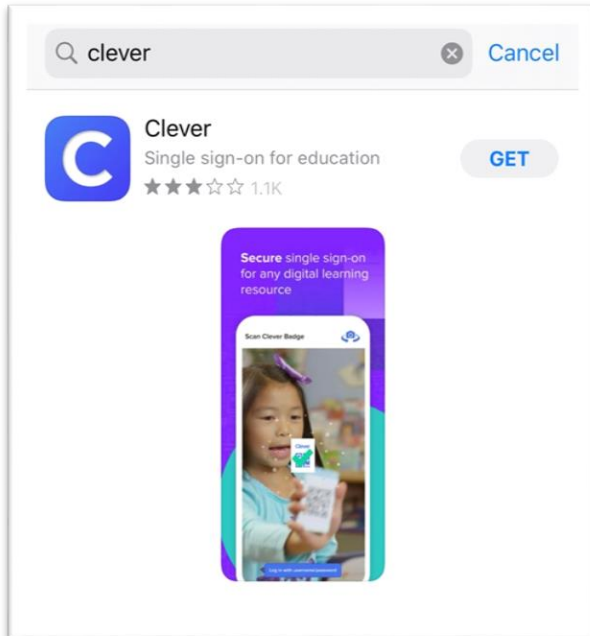 clever
Cancel
C
Clever
Single sign-on for education
GET
1.1K
Secure single sign-on
for any digital learning
resource
Scan Clever Badge
Clever
Log in with username/password